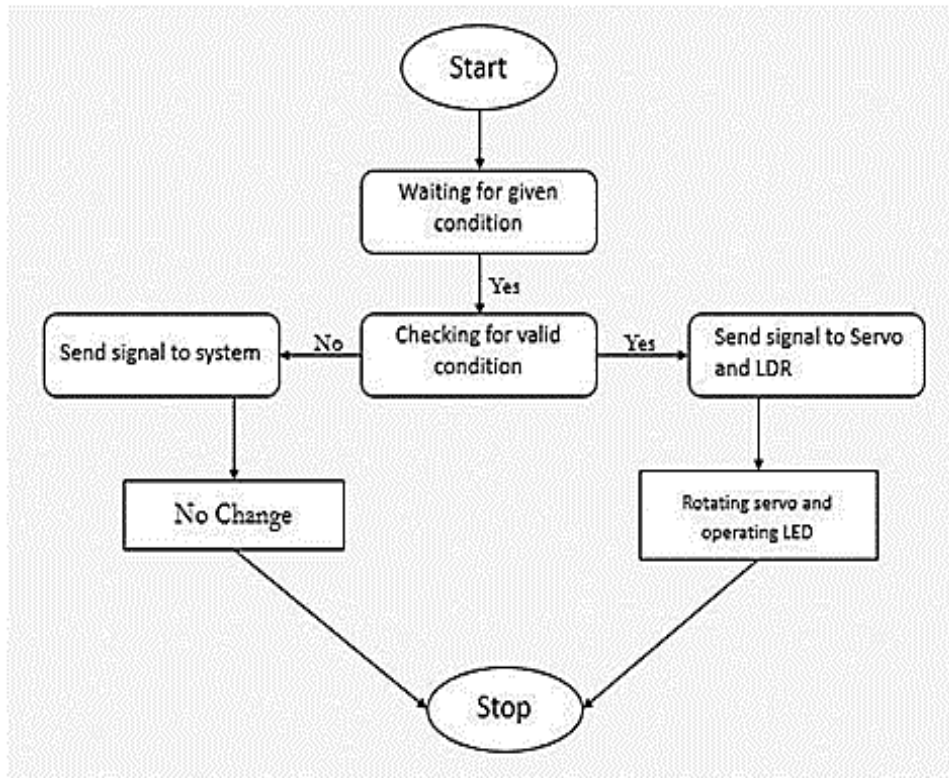 Start
Waiting for given
condition
Yes
Send signal to system
No
Checking for valid
condition
Yes
Send signal to Servo
and LDR
No Change
Rotating servo and
operating LED
Stop